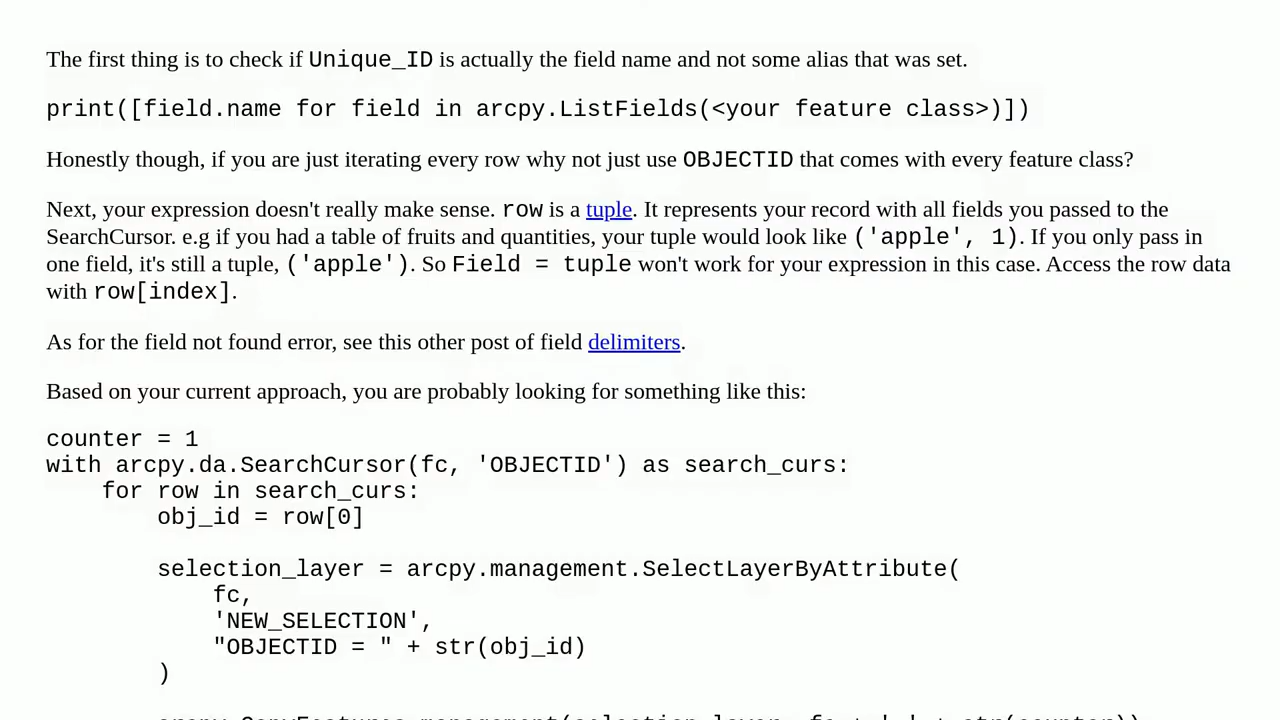 The first thing is to check if Unique_ID is actually the field name and not some alias that was set.
print([field.name for field in arcpy.ListFields(<your feature class>)])
Honestly though, if you are just iterating every row why not just use OBJECTID that comes with every feature class?
Next, your expression doesn't really make sense. row is a tuple. It represents your record with all fields you passed to the
SearchCursor. e.g if you had a table of fruits and quantities, your tuple would look like ('apple', 1). If you only pass in
one field, it's still a tuple, ('apple'). So Field = tuple won't work for your expression in this case. Access the row data
with row[index].
As for the field not found error, see this other post of field delimiters.
Based on your current approach, you are probably looking for something like this:
counter = 1
with arcpy.da.SearchCursor(fc, 'OBJECTID') as search_curs:
    for row in search_curs:
        obj_id = row[0]
        selection_layer = arcpy.management.SelectLayerByAttribute(
            fc,
            'NEW_SELECTION',
            "OBJECTID = " + str(obj_id)
        )